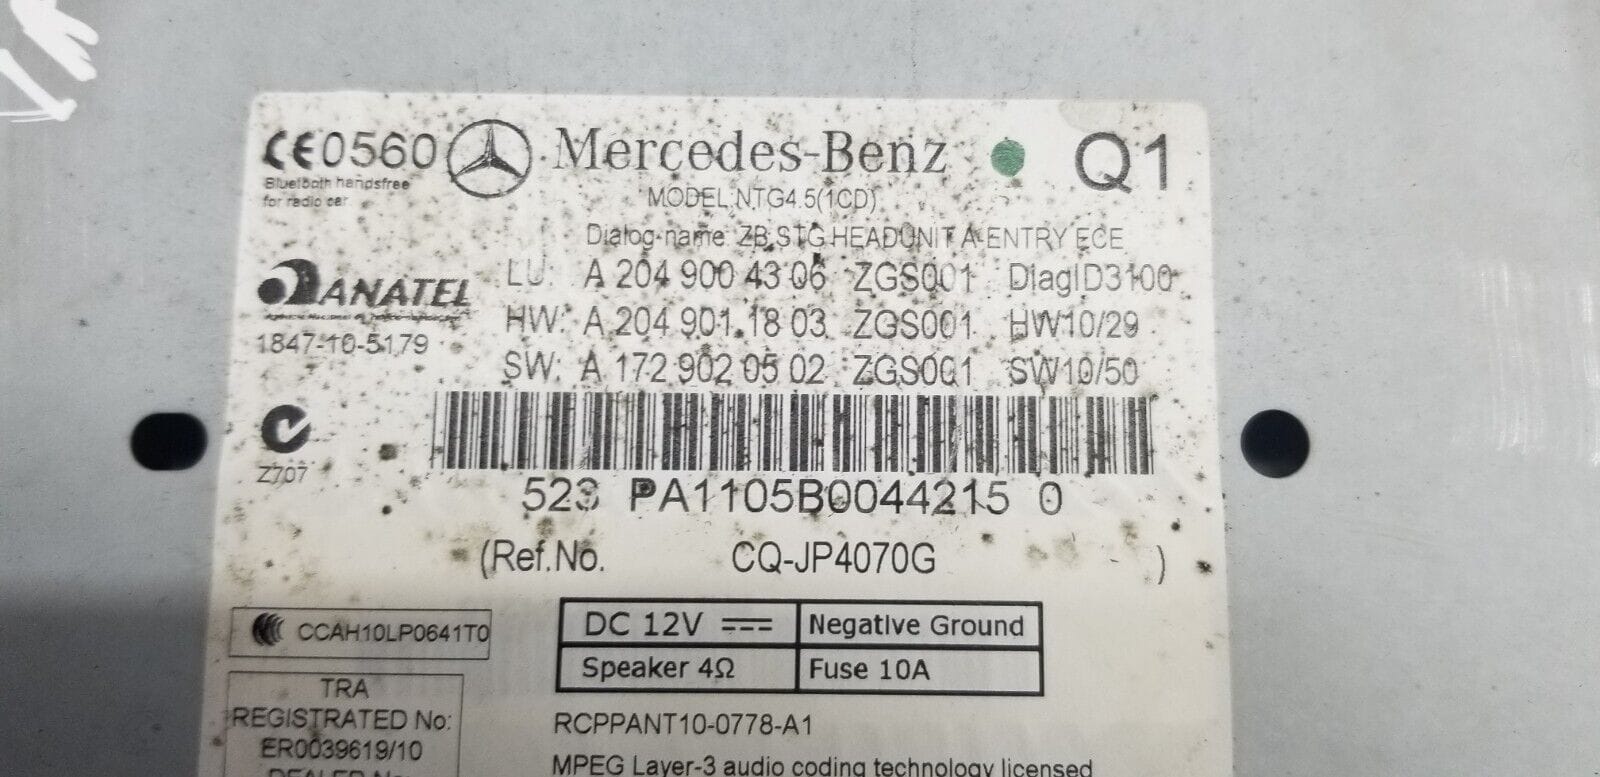 CE0560
Bluetooth handsfree
for radio car
Mercedes-Benz
Q1
MODEL:NTG4.5(1CD)
Dialog-name: ZB.STG.HEADUNIT A-ENTRY ECE
ANATEL
1847-10-5179
LU: A 204 900 43 06 ZGS001 DiagID3100
HW: A 204 901 18 03 ZGS001 HW10/29
SW: A 172 902 05 02 ZGS001 SW10/50
Z707
523 PA1105B0044215 0
(Ref.No. CQ-JP4070G )
CCAH10LP0641T0
DC 12V Negative Ground
Speaker 4Ω Fuse 10A
TRA
REGISTRATED No:
ER0039619/10
DEALER No:
RCPPANT10-0778-A1
MPEG Layer-3 audio coding technology licensed